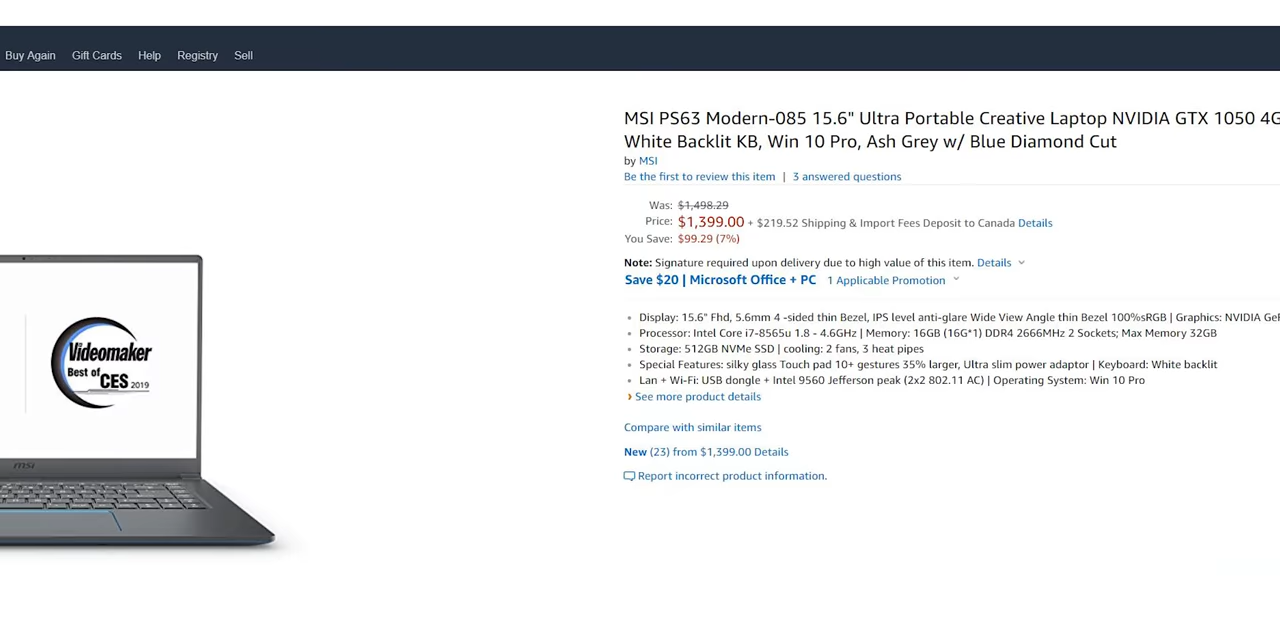 Buy Again Gift Cards Help Registry Sell
MSI PS63 Modern-085 15.6" Ultra Portable Creative Laptop NVIDIA GTX 1050 4G
White Backlit KB, Win 10 Pro, Ash Grey w/ Blue Diamond Cut
by MSI
Be the first to review this item | 3 answered questions
Was: $1,498.29
Price: $1,399.00 + $219.52 Shipping & Import Fees Deposit to Canada Details
You Save: $99.29 (7%)
Note: Signature required upon delivery due to high value of this item. Details
Save $20 | Microsoft Office + PC 1 Applicable Promotion
Display: 15.6" Fhd, 5.6mm 4 -sided thin Bezel, IPS level anti-glare Wide View Angle thin Bezel 100%sRGB | Graphics: NVIDIA GeF
Processor: Intel Core i7-8565u 1.8 - 4.6GHz | Memory: 16GB (16G*1) DDR4 2666MHz 2 Sockets; Max Memory 32GB
Storage: 512GB NVMe SSD | cooling: 2 fans, 3 heat pipes
Special Features: silky glass Touch pad 10+ gestures 35% larger, Ultra slim power adaptor | Keyboard: White backlit
Lan + Wi-Fi: USB dongle + Intel 9560 Jefferson peak (2x2 802.11 AC) | Operating System: Win 10 Pro
› See more product details
Compare with similar items
New (23) from $1,399.00 Details
Report incorrect product information.
Videomaker
Best of
CES 2019
msi